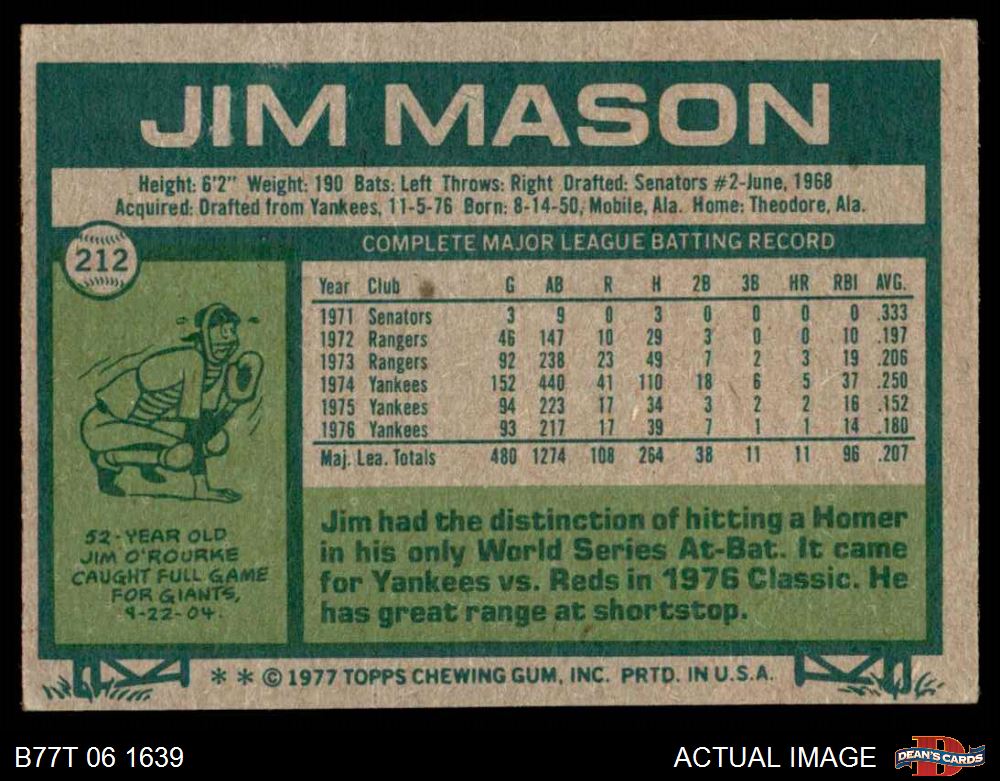 JIM MASON
Height: 6'2" Weight: 190 Bats: Left Throws: Right Drafted: Senators #2-June, 1968
Acquired: Drafted from Yankees, 11-5-76 Born: 8-14-50, Mobile, Ala. Home: Theodore, Ala.
212
COMPLETE MAJOR LEAGUE BATTING RECORD
Year Club G AB R H 2B 3B HR RBI AVG.
1971 Senators 3 9 0 3 0 0 0 0 .333
1972 Rangers 46 147 10 29 3 0 0 10 .197
1973 Rangers 92 238 23 49 7 2 3 19 .206
1974 Yankees 152 440 41 110 18 6 5 37 .250
1975 Yankees 94 223 17 34 3 2 2 16 .152
1976 Yankees 93 217 17 39 7 1 1 14 .180
Maj. Lea. Totals 480 1274 108 264 38 11 11 96 .207
52-YEAR OLD
JIM O'ROURKE
CAUGHT FULL GAME
FOR GIANTS,
9-22-04.
Jim had the distinction of hitting a Homer
in his only World Series At-Bat. It came
for Yankees vs. Reds in 1976 Classic. He
has great range at shortstop.
* * © 1977 TOPPS CHEWING GUM, INC. PRTD. IN U.S.A.
B77T 06 1639
ACTUAL IMAGE
D
DEAN'S CARDS